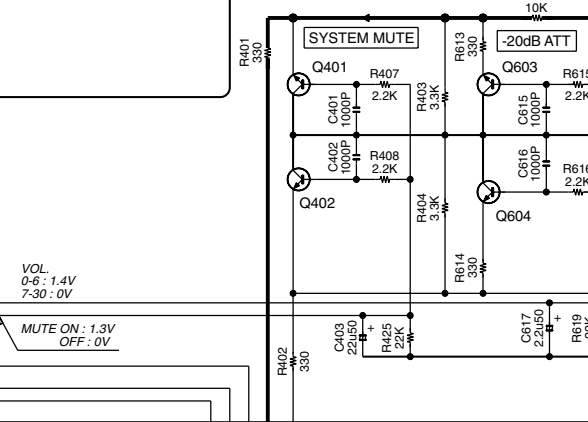 10K
SYSTEM MUTE
-20dB ATT
R401
330
R613
330
Q401
Q603
R407
2.2K
R615
2.2K
C401
1000P
R403
3.3K
C615
1000P
C402
1000P
R408
2.2K
C616
1000P
R616
2.2K
Q402
R404
3.3K
Q604
R614
330
VOL.
0-6 : 1.4V
7-30 : 0V
MUTE ON : 1.3V
OFF : 0V
C403
22u50
+
R425
22K
C617
2.2u50
+
R619
R402
330